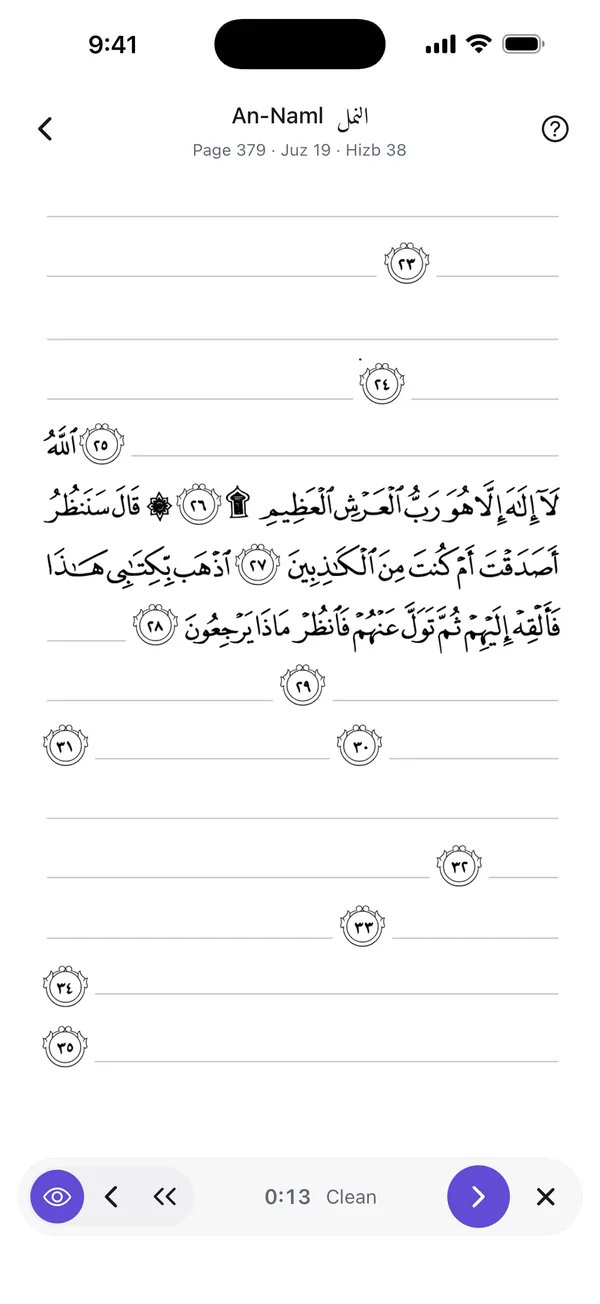 9:41
An-Naml النمل
Page 379 · Juz 19 · Hizb 38
٢٣
٢٤
٢٥ ٱللَّهُ
لَآ إِلَٰهَ إِلَّا هُوَ رَبُّ ٱلْعَرْشِ ٱلْعَظِيمِ ۩ ٢٦ ۞ قَالَ سَنَنظُرُ
أَصَدَقْتَ أَمْ كُنتَ مِنَ ٱلْكَٰذِبِينَ ٢٧ ٱذْهَب بِّكِتَٰبِى هَٰذَا
فَأَلْقِهْ إِلَيْهِمْ ثُمَّ تَوَلَّ عَنْهُمْ فَٱنظُرْ مَاذَا يَرْجِعُونَ ٢٨
٢٩
٣٠ ٣١
٣٢
٣٣
٣٤
٣٥
0:13 Clean